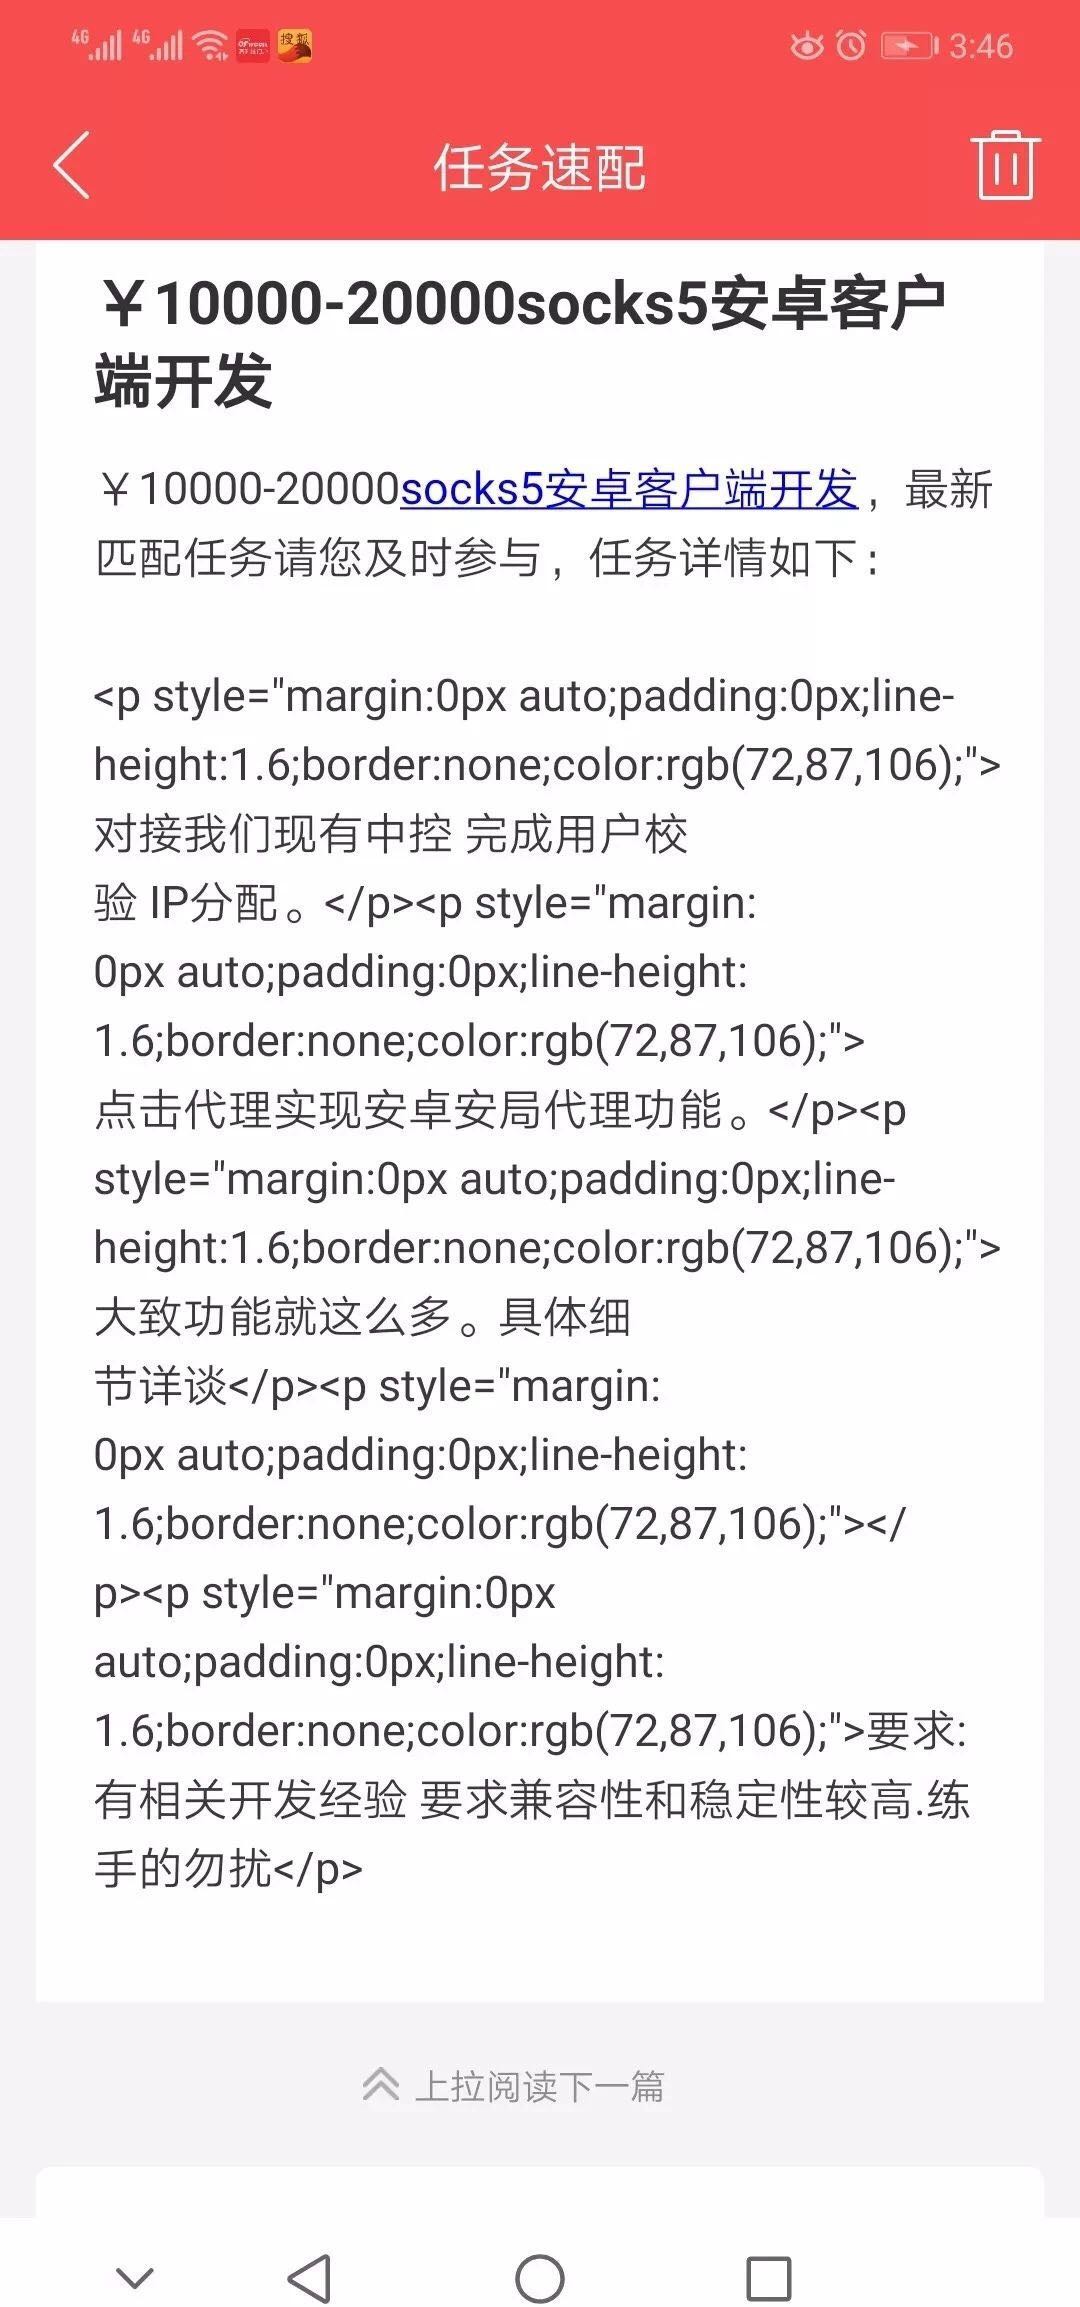 4G 4G 3:46
搜狐
任务速配
￥10000-20000socks5安卓客户
端开发
￥10000-20000socks5安卓客户端开发，最新
匹配任务请您及时参与，任务详情如下：
<p style="margin:0px auto;padding:0px;line-
height:1.6;border:none;color:rgb(72,87,106);">
对接我们现有中控 完成用户校
验 IP分配。</p><p style="margin:
0px auto;padding:0px;line-height:
1.6;border:none;color:rgb(72,87,106);">
点击代理实现安卓安局代理功能。</p><p
style="margin:0px auto;padding:0px;line-
height:1.6;border:none;color:rgb(72,87,106);">
大致功能就这么多。具体细
节详谈</p><p style="margin:
0px auto;padding:0px;line-height:
1.6;border:none;color:rgb(72,87,106);"></
p><p style="margin:0px
auto;padding:0px;line-height:
1.6;border:none;color:rgb(72,87,106);">要求:
有相关开发经验 要求兼容性和稳定性较高.练
手的勿扰</p>
上拉阅读下一篇